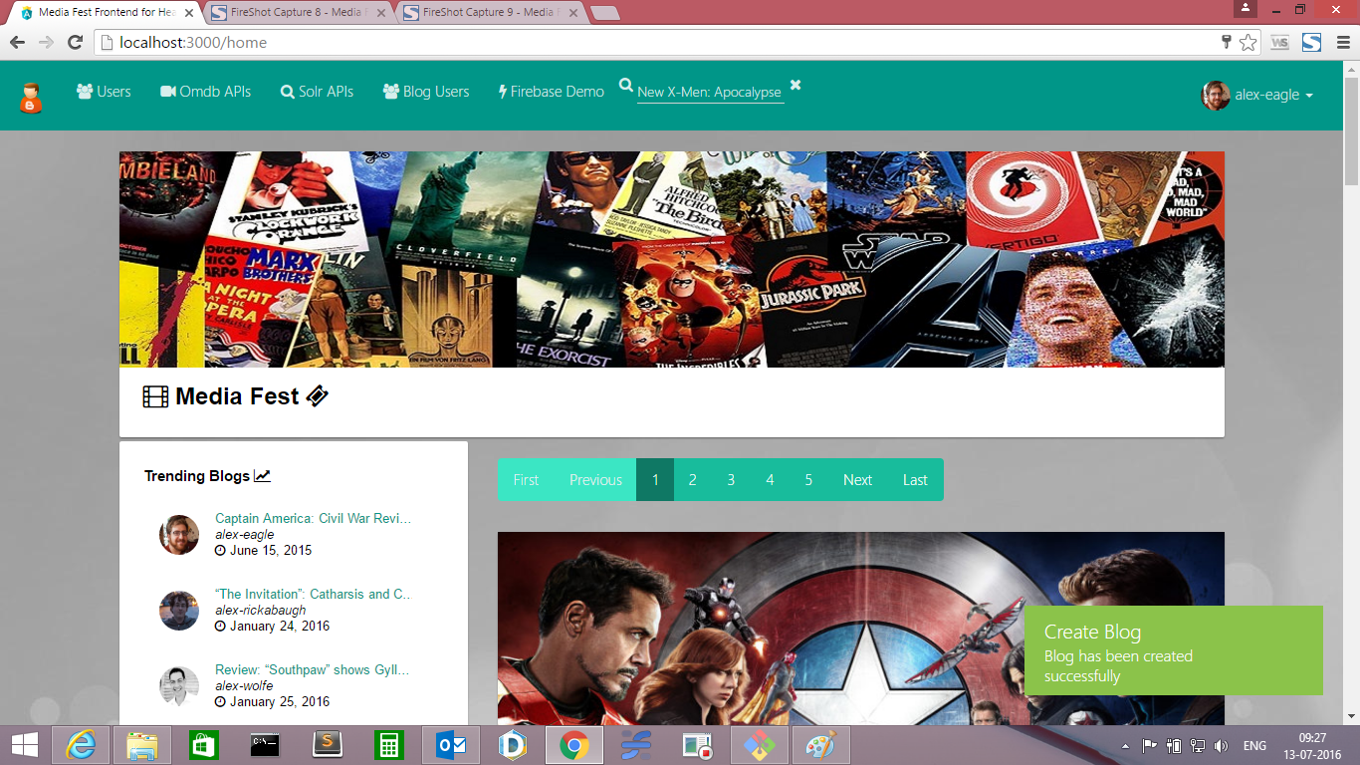 Media Fest Frontend for Hea
FireShot Capture 8 - Media F
FireShot Capture 9 - Media F
localhost:3000/home
WS
Users
Omdb APIs
Solr APIs
Blog Users
Firebase Demo
New X-Men: Apocalypse
alex-eagle
STANLEY KUBRICK'S
CLOCKWORK
ORANGE
CLOVERFIELD
ALFRED
HITCHCOCK'S
"The Birds
STAR
VERTIGO
MAD,
MAD
WORLD"
MARX
BROTHERS
A NIGHT
AT THE
OPERA
EIN FILM VON FRITZ LANG
HE EXORCIST
THE INCREDIBLES
JURASSIC PARK
Media Fest
Trending Blogs
Captain America: Civil War Revi...
alex-eagle
June 15, 2015
“The Invitation”: Catharsis and C..
alex-rickabaugh
January 24, 2016
Review: “Southpaw” shows Gyll...
alex-wolfe
January 25, 2016
First
Previous
1
2
3
4
5
Next
Last
Create Blog
Blog has been created
successfully
ENG
09:27
13-07-2016